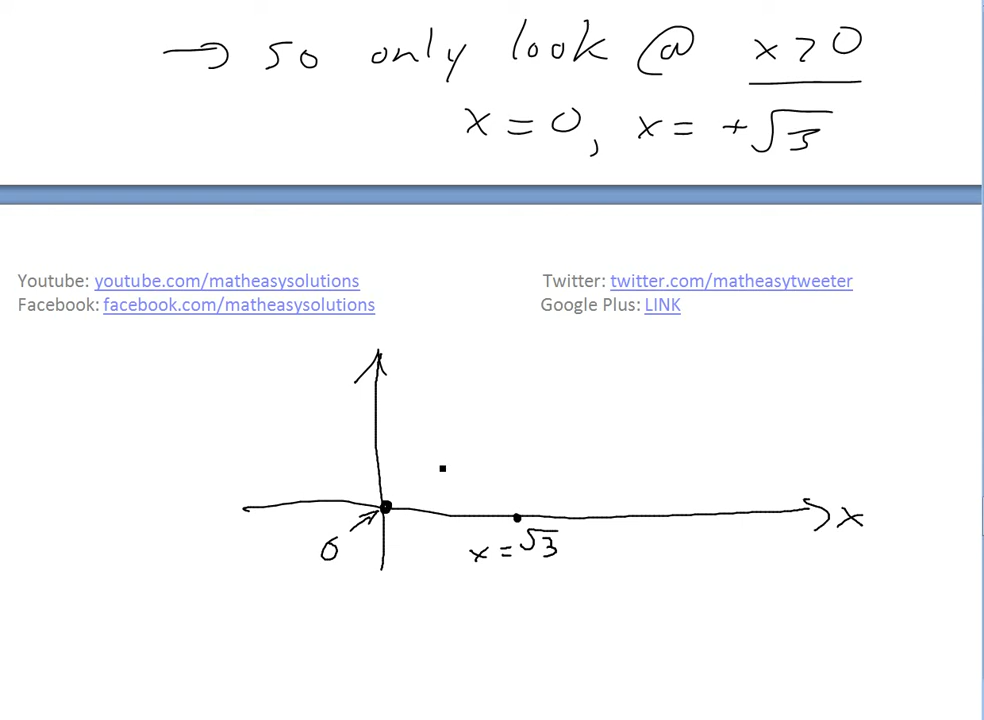 → so only look @ x > 0
x = 0, x = +√3
Youtube: youtube.com/matheasysolutions Twitter: twitter.com/matheasytweeter
Facebook: facebook.com/matheasysolutions Google Plus: LINK
x
0 x = √3